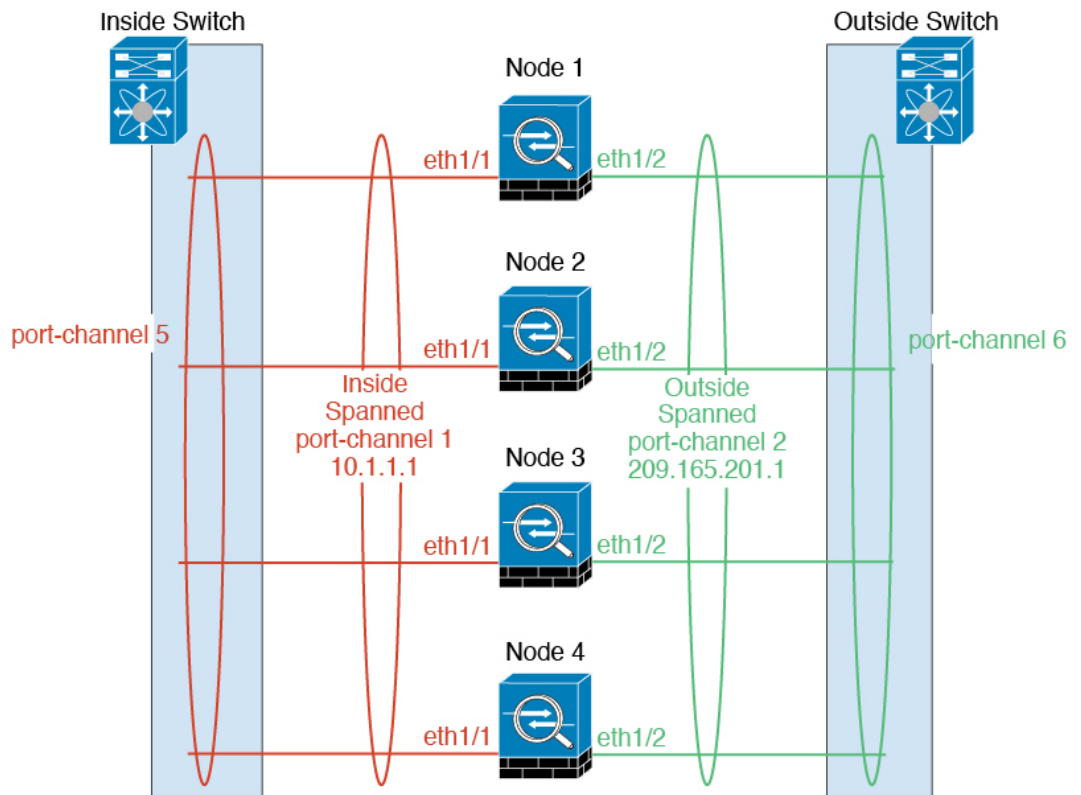 Inside Switch
Outside Switch
Node 1
eth1/1
eth1/2
Node 2
port-channel 5
eth1/1
eth1/2
port-channel 6
Inside
Spanned
port-channel 1
10.1.1.1
Outside
Spanned
port-channel 2
209.165.201.1
Node 3
eth1/1
eth1/2
Node 4
eth1/1
eth1/2